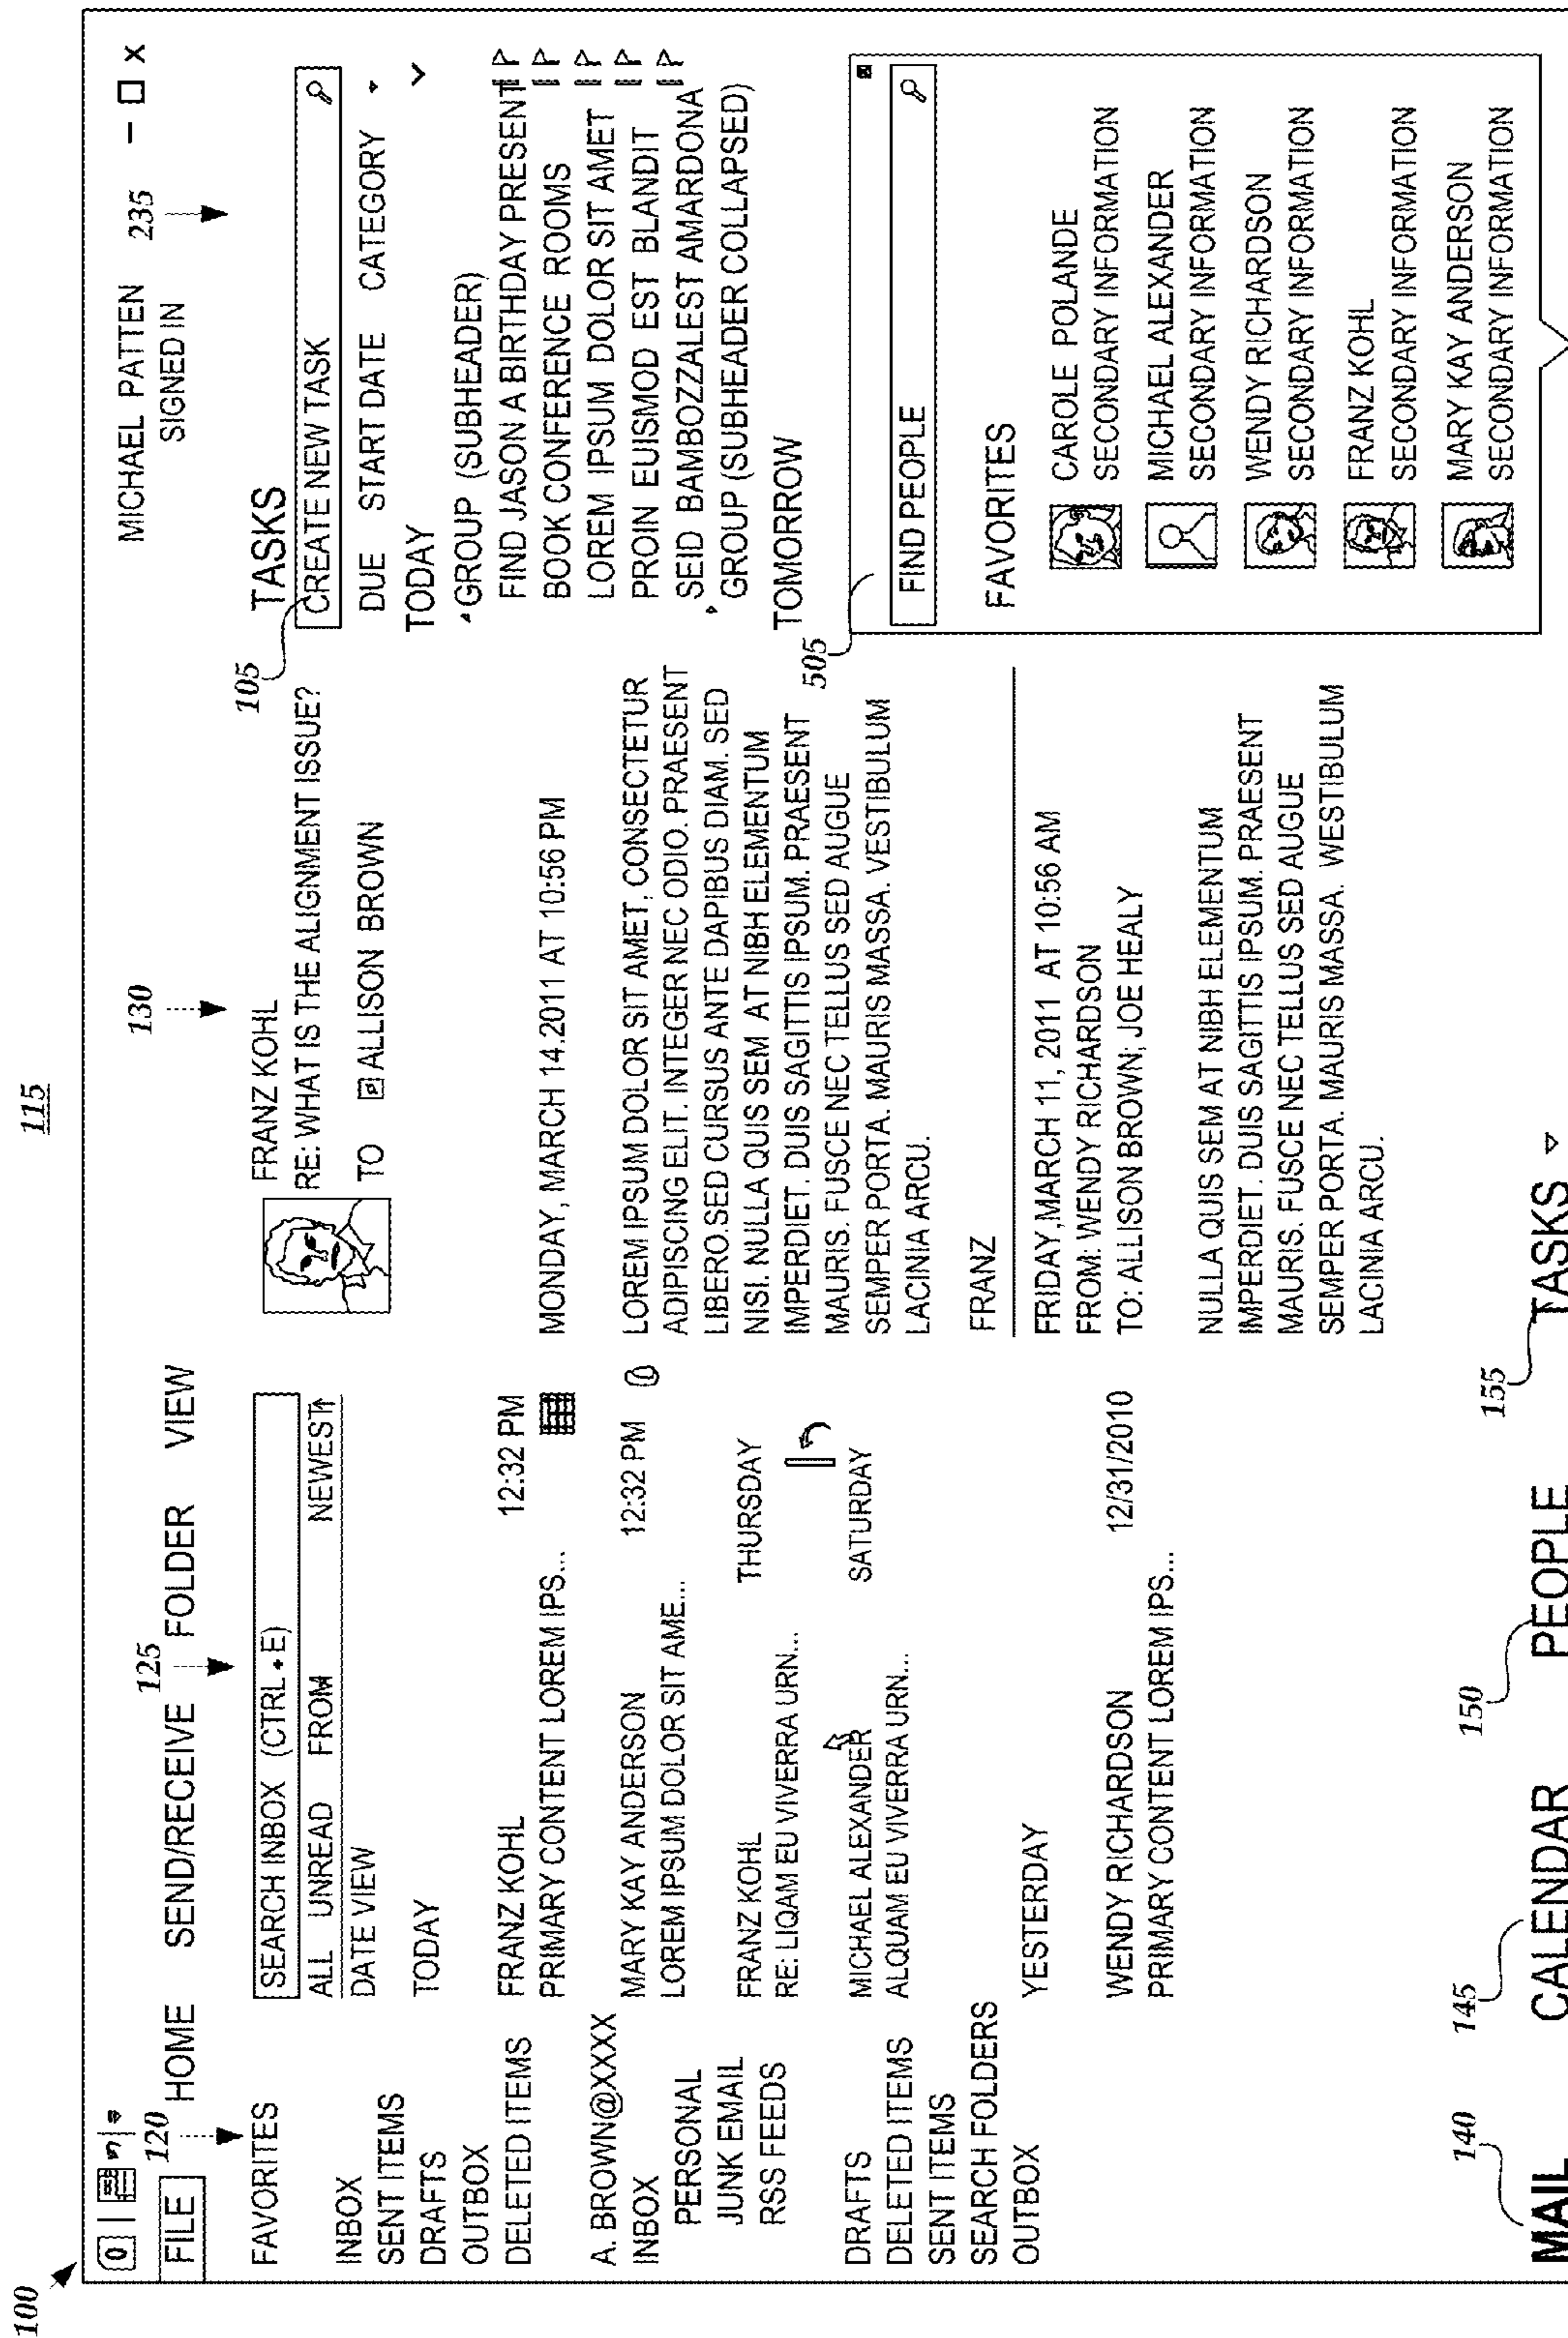 100
115
MICHAEL PATTEN
SIGNED IN
120
125
130
235
FILE HOME SEND/RECEIVE FOLDER VIEW
FAVORITES
INBOX
SENT ITEMS
DRAFTS
OUTBOX
DELETED ITEMS
A. BROWN@XXXX
INBOX
PERSONAL
JUNK EMAIL
RSS FEEDS
DRAFTS
DELETED ITEMS
SENT ITEMS
SEARCH FOLDERS
OUTBOX
SEARCH INBOX (CTRL+E)
ALL UNREAD FROM NEWEST
DATE VIEW
TODAY
FRANZ KOHL 12:32 PM
PRIMARY CONTENT LOREM IPS...
MARY KAY ANDERSON 12:32 PM
LOREM IPSUM DOLOR SIT AME...
FRANZ KOHL THURSDAY
RE: LIQAM EU VIVERRA URN...
MICHAEL ALEXANDER SATURDAY
ALQUAM EU VIVERRA URN...
YESTERDAY
WENDY RICHARDSON 12/31/2010
PRIMARY CONTENT LOREM IPS...
FRANZ KOHL
RE: WHAT IS THE ALIGNMENT ISSUE?
TO ALLISON BROWN
MONDAY, MARCH 14.2011 AT 10:56 PM
LOREM IPSUM DOLOR SIT AMET, CONSECTETUR
ADIPISCING ELIT. INTEGER NEC ODIO. PRAESENT
LIBERO.SED CURSUS ANTE DAPIBUS DIAM. SED
NISI. NULLA QUIS SEM AT NIBH ELEMENTUM
IMPERDIET. DUIS SAGITTIS IPSUM. PRAESENT
MAURIS. FUSCE NEC TELLUS SED AUGUE
SEMPER PORTA. MAURIS MASSA. VESTIBULUM
LACINIA ARCU.
FRANZ
FRIDAY,MARCH 11, 2011 AT 10:56 AM
FROM: WENDY RICHARDSON
TO: ALLISON BROWN; JOE HEALY
NULLA QUIS SEM AT NIBH ELEMENTUM
IMPERDIET. DUIS SAGITTIS IPSUM. PRAESENT
MAURIS. FUSCE NEC TELLUS SED AUGUE
SEMPER PORTA. MAURIS MASSA. WESTIBULUM
LACINIA ARCU.
105
TASKS
CREATE NEW TASK
DUE START DATE CATEGORY
TODAY
GROUP (SUBHEADER)
FIND JASON A BIRTHDAY PRESENT
BOOK CONFERENCE ROOMS
LOREM IPSUM DOLOR SIT AMET
PROIN EUISMOD EST BLANDIT
SEID BAMBOZZALEST AMARDONA
GROUP (SUBHEADER COLLAPSED)
TOMORROW
505
FIND PEOPLE
FAVORITES
CAROLE POLANDE
SECONDARY INFORMATION
MICHAEL ALEXANDER
SECONDARY INFORMATION
WENDY RICHARDSON
SECONDARY INFORMATION
FRANZ KOHL
SECONDARY INFORMATION
MARY KAY ANDERSON
SECONDARY INFORMATION
140
145
150
155
MAIL CALENDAR PEOPLE TASKS